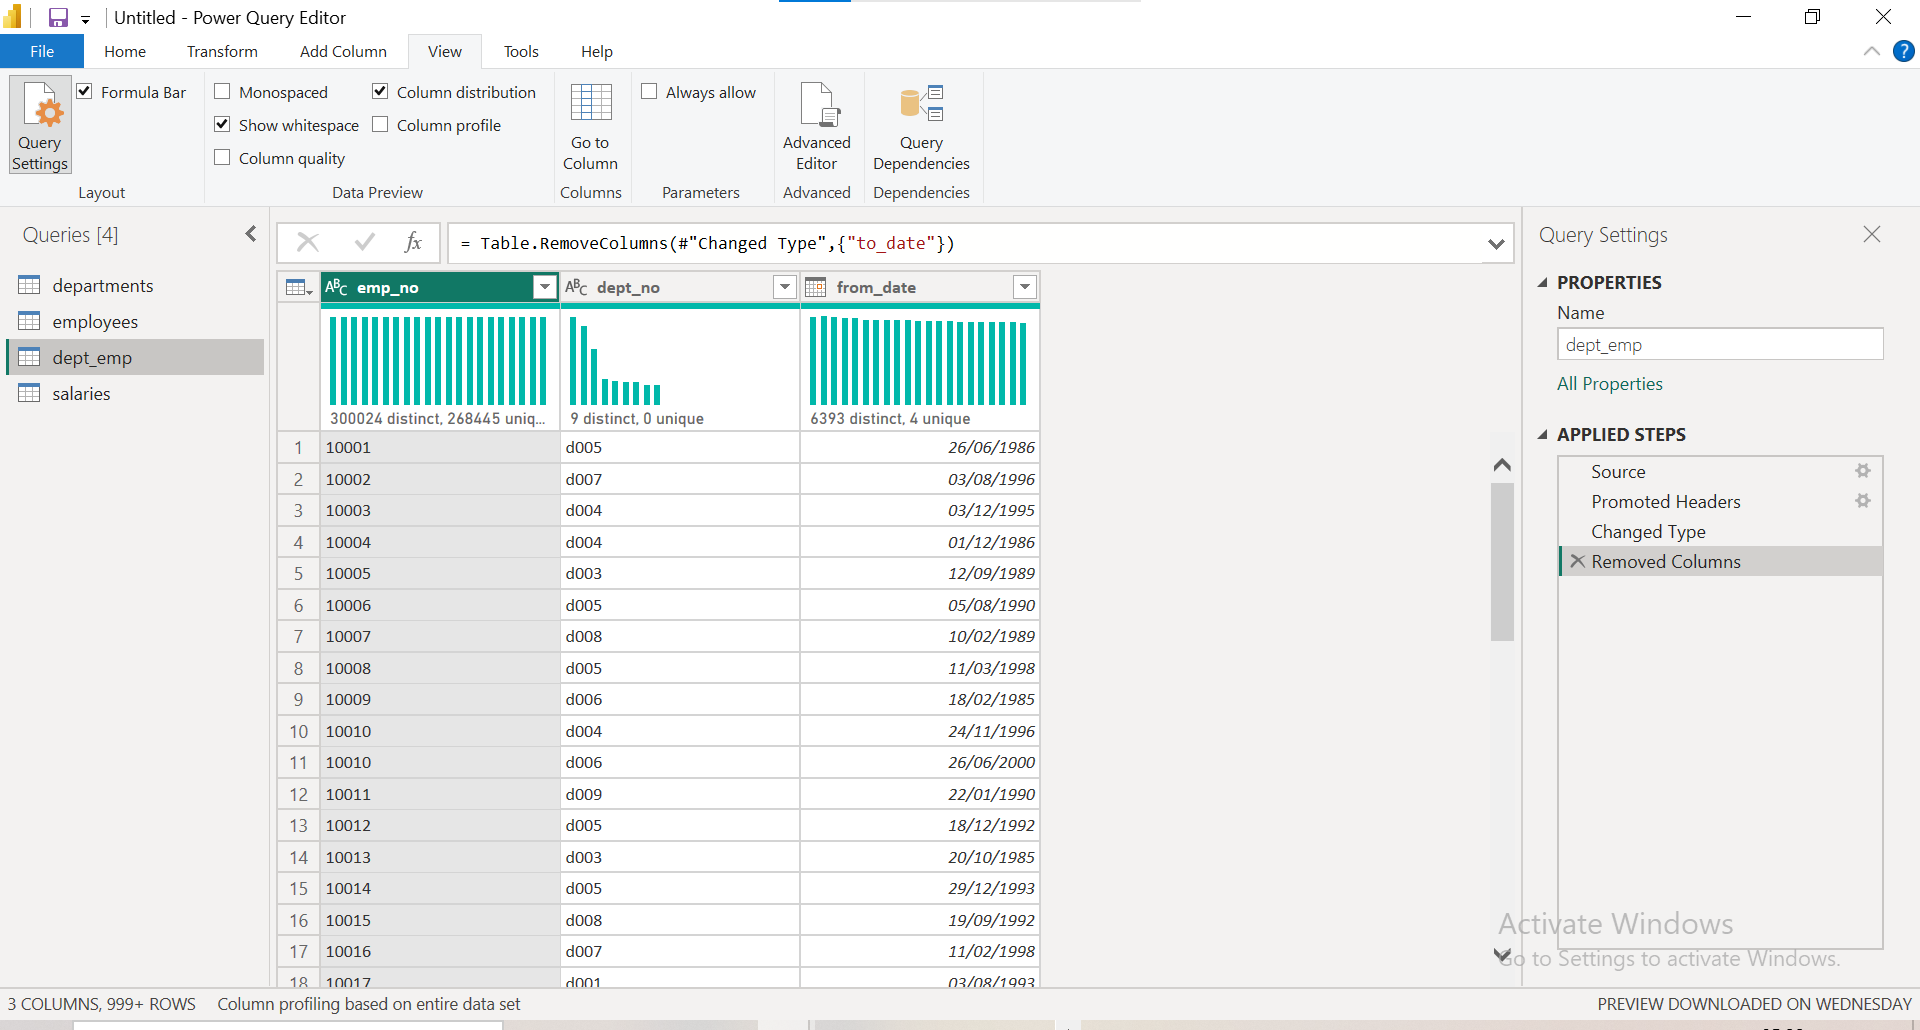 Untitled - Power Query Editor
File Home Transform Add Column View Tools Help
Query Settings
Formula Bar
Layout
Monospaced
Show whitespace
Column quality
Column distribution
Column profile
Data Preview
Go to Column
Columns
Always allow
Parameters
Advanced Editor
Advanced
Query Dependencies
Dependencies
Queries [4]
departments
employees
dept_emp
salaries
fx
= Table.RemoveColumns(#"Changed Type",{"to_date"})
ABC emp_no ABC dept_no from_date
300024 distinct, 268445 uniq... 9 distinct, 0 unique 6393 distinct, 4 unique
1 10001 d005 26/06/1986
2 10002 d007 03/08/1996
3 10003 d004 03/12/1995
4 10004 d004 01/12/1986
5 10005 d003 12/09/1989
6 10006 d005 05/08/1990
7 10007 d008 10/02/1989
8 10008 d005 11/03/1998
9 10009 d006 18/02/1985
10 10010 d004 24/11/1996
11 10010 d006 26/06/2000
12 10011 d009 22/01/1990
13 10012 d005 18/12/1992
14 10013 d003 20/10/1985
15 10014 d005 29/12/1993
16 10015 d008 19/09/1992
17 10016 d007 11/02/1998
18 10017 d001 03/08/1993
Query Settings
PROPERTIES
Name
dept_emp
All Properties
APPLIED STEPS
Source
Promoted Headers
Changed Type
Removed Columns
Activate Windows
Go to Settings to activate Windows.
3 COLUMNS, 999+ ROWS Column profiling based on entire data set
PREVIEW DOWNLOADED ON WEDNESDAY